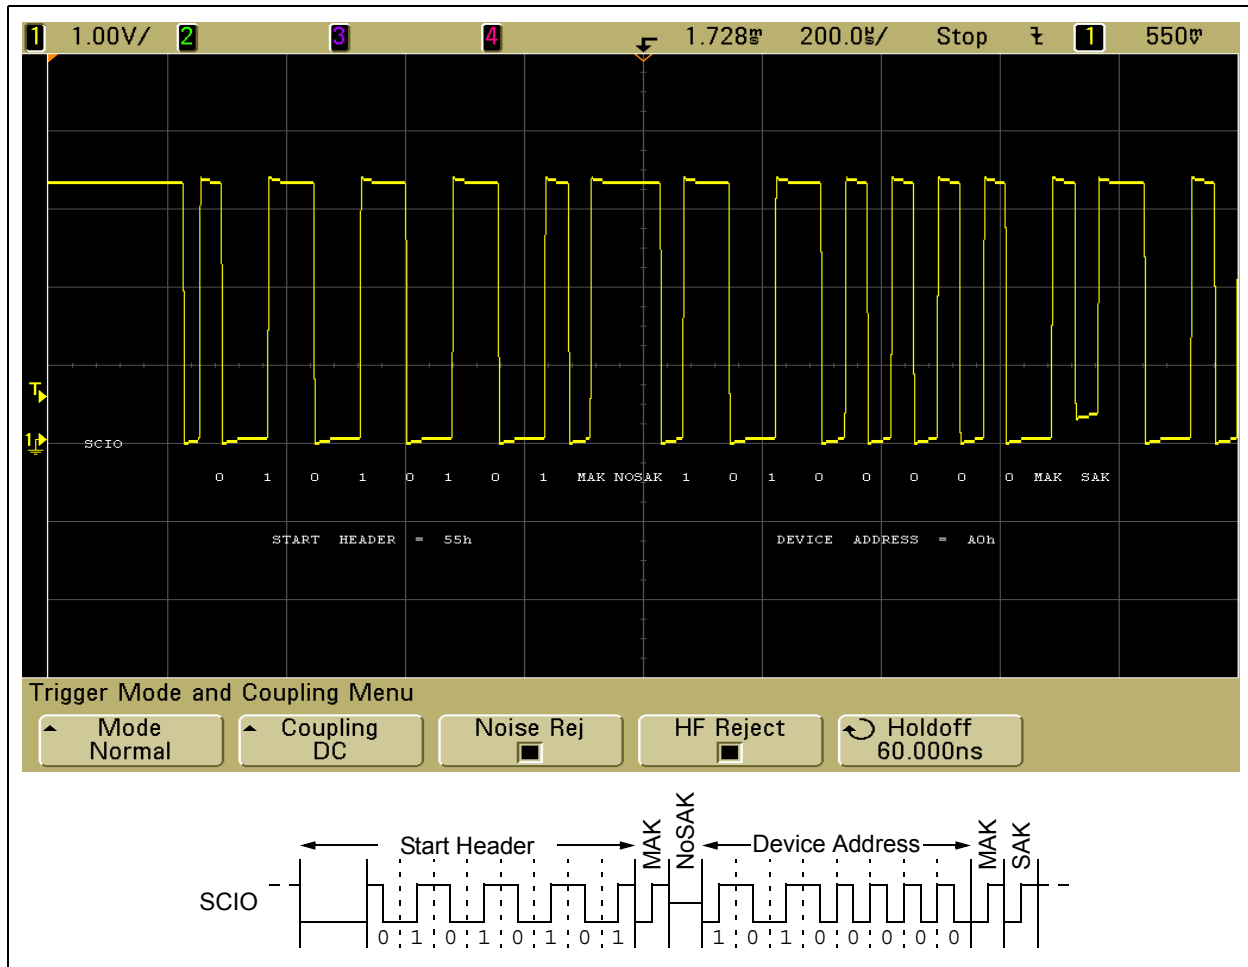 1 1.00V/ 2 3 4 1.728ms 200.0µs/ Stop 1 550mV
T
1
SCIO
0 1 0 1 0 1 0 1 MAK NOSAK 1 0 1 0 0 0 0 0 MAK SAK
START HEADER = 55h DEVICE ADDRESS = A0h
Trigger Mode and Coupling Menu
Mode Coupling Noise Rej HF Reject Holdoff
Normal DC 60.000ns
Start Header MAK NoSAK Device Address MAK SAK
SCIO
0 1 0 1 0 1 0 1 1 0 1 0 0 0 0 0